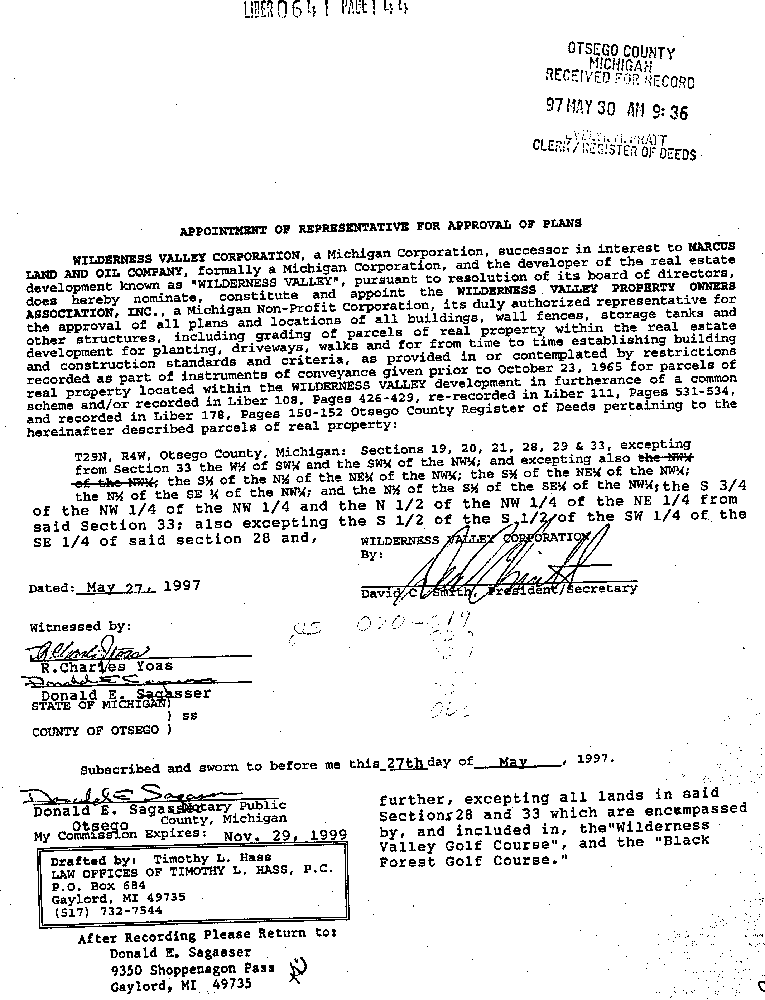 LIBER 0641 PAGE 144
OTSEGO COUNTY
MICHIGAN
RECEIVED FOR RECORD
97 MAY 30 AM 9:36
EVELYN M. PRATT
CLERK/REGISTER OF DEEDS
APPOINTMENT OF REPRESENTATIVE FOR APPROVAL OF PLANS
WILDERNESS VALLEY CORPORATION, a Michigan Corporation, successor in interest to MARCUS
LAND AND OIL COMPANY, formally a Michigan Corporation, and the developer of the real estate
development known as "WILDERNESS VALLEY", pursuant to resolution of its board of directors,
does hereby nominate, constitute and appoint the WILDERNESS VALLEY PROPERTY OWNERS
ASSOCIATION, INC., a Michigan Non-Profit Corporation, its duly authorized representative for
the approval of all plans and locations of all buildings, wall fences, storage tanks and
other structures, including grading of parcels of real property within the real estate
development for planting, driveways, walks and for from time to time establishing building
and construction standards and criteria, as provided in or contemplated by restrictions
recorded as part of instruments of conveyance given prior to October 23, 1965 for parcels of
real property located within the WILDERNESS VALLEY development in furtherance of a common
scheme and/or recorded in Liber 108, Pages 426-429, re-recorded in Liber 111, Pages 531-534,
and recorded in Liber 178, Pages 150-152 Otsego County Register of Deeds pertaining to the
hereinafter described parcels of real property:
T29N, R4W, Otsego County, Michigan: Sections 19, 20, 21, 28, 29 & 33, excepting
from Section 33 the W½ of SW¼ and the SW¼ of the NW¼; and excepting also the NW¼
of the NW¼; the S½ of the N½ of the NE¼ of the NW¼; the S½ of the NE¼ of the NW¼;
the N½ of the SE ¼ of the NW¼; and the N½ of the S½ of the SE¼ of the NW¼; the S 3/4
of the NW 1/4 of the NW 1/4 and the N 1/2 of the NW 1/4 of the NE 1/4 from
said Section 33; also excepting the S 1/2 of the S 1/2 of the SW 1/4 of the
SE 1/4 of said section 28 and,
WILDERNESS VALLEY CORPORATION
By:
Dated: May 27, 1997
David C. Smith, President/Secretary
070-019
Witnessed by:
R. Charles Yoas
R.Charles Yoas
Donald E. Sagasser
Donald E. Sagasser
STATE OF MICHIGAN)
) ss
COUNTY OF OTSEGO )
Subscribed and sworn to before me this 27th day of May, 1997.
Donald E Sagasser
Donald E. Sagasser Notary Public
Otsego County, Michigan
My Commission Expires: Nov. 29, 1999
further, excepting all lands in said
Sections 28 and 33 which are encumpassed
by, and included in, the"Wilderness
Valley Golf Course", and the "Black
Forest Golf Course."
Drafted by: Timothy L. Hass
LAW OFFICES OF TIMOTHY L. HASS, P.C.
P.O. Box 684
Gaylord, MI 49735
(517) 732-7544
After Recording Please Return to:
Donald E. Sagasser
9350 Shoppenagon Pass
Gaylord, MI 49735